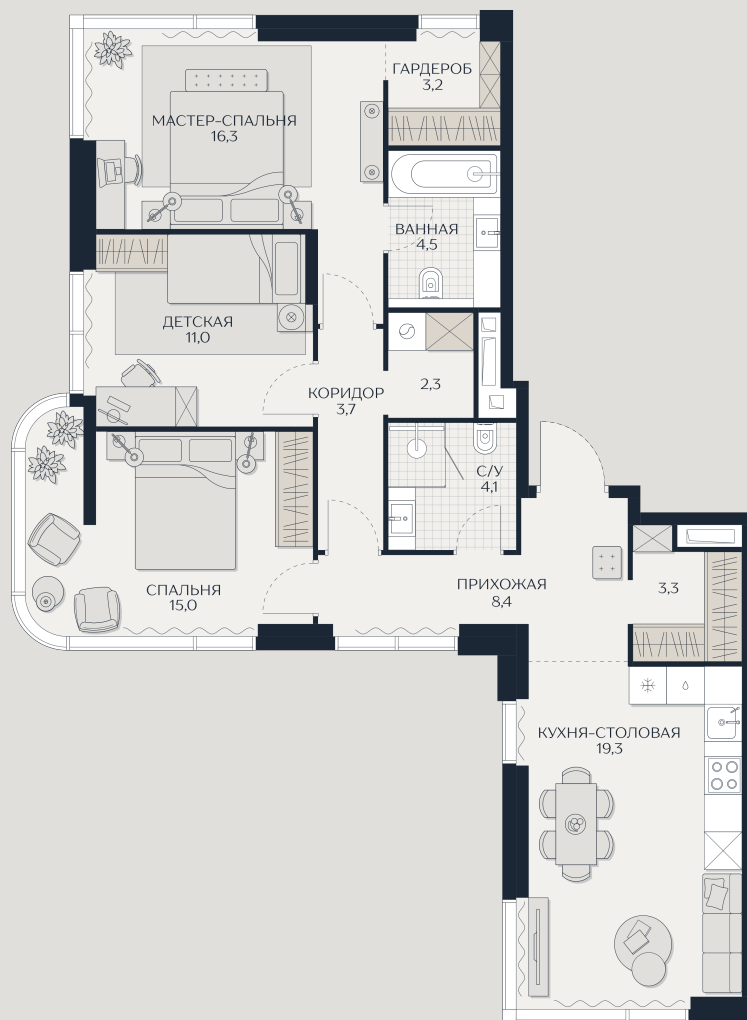 ГАРДЕРОБ
3,2
МАСТЕР-СПАЛЬНЯ
16,3
ВАННАЯ
4,5
ДЕТСКАЯ
11,0
КОРИДОР
3,7
2,3
С/У
4,1
СПАЛЬНЯ
15,0
ПРИХОЖАЯ
8,4
3,3
КУХНЯ-СТОЛОВАЯ
19,3